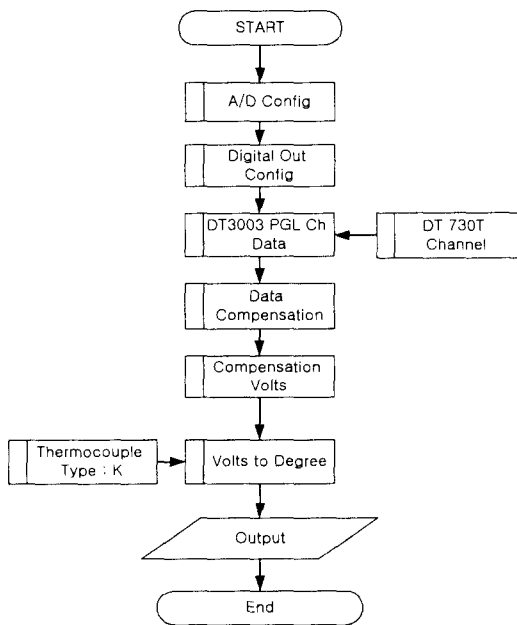 START
A/D Config
Digital Out
Config
DT3003 PGL Ch
Data
DT 730T
Channel
Data
Compensation
Compensation
Volts
Thermocouple
Type : K
Volts to Degree
Output
End